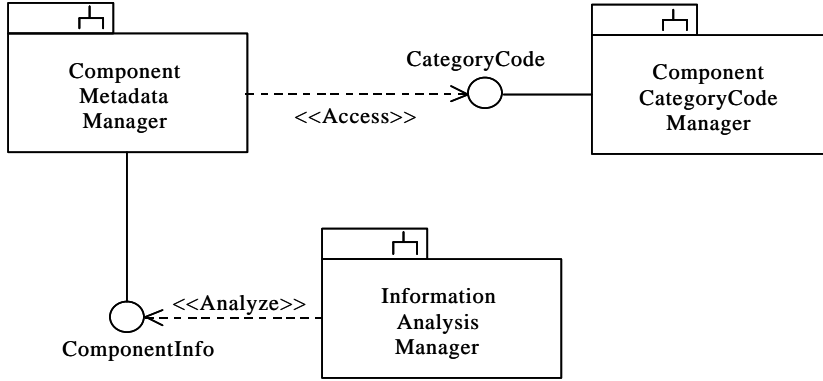 Component
Metadata
Manager
CategoryCode
<<Access>>
Component
CategoryCode
Manager
<<Analyze>>
ComponentInfo
Information
Analysis
Manager